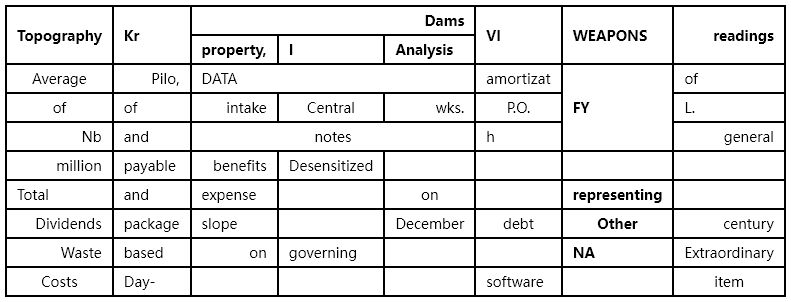 Topography Kr Dams VI WEAPONS readings
property, I Analysis
Average Pilo, DATA amortizat of
of of intake Central wks. P.O. FY L.
Nb and notes h general
million payable benefits Desensitized
Total and expense on representing
Dividends package slope December debt Other century
Waste based on governing NA Extraordinary
Costs Day- software item